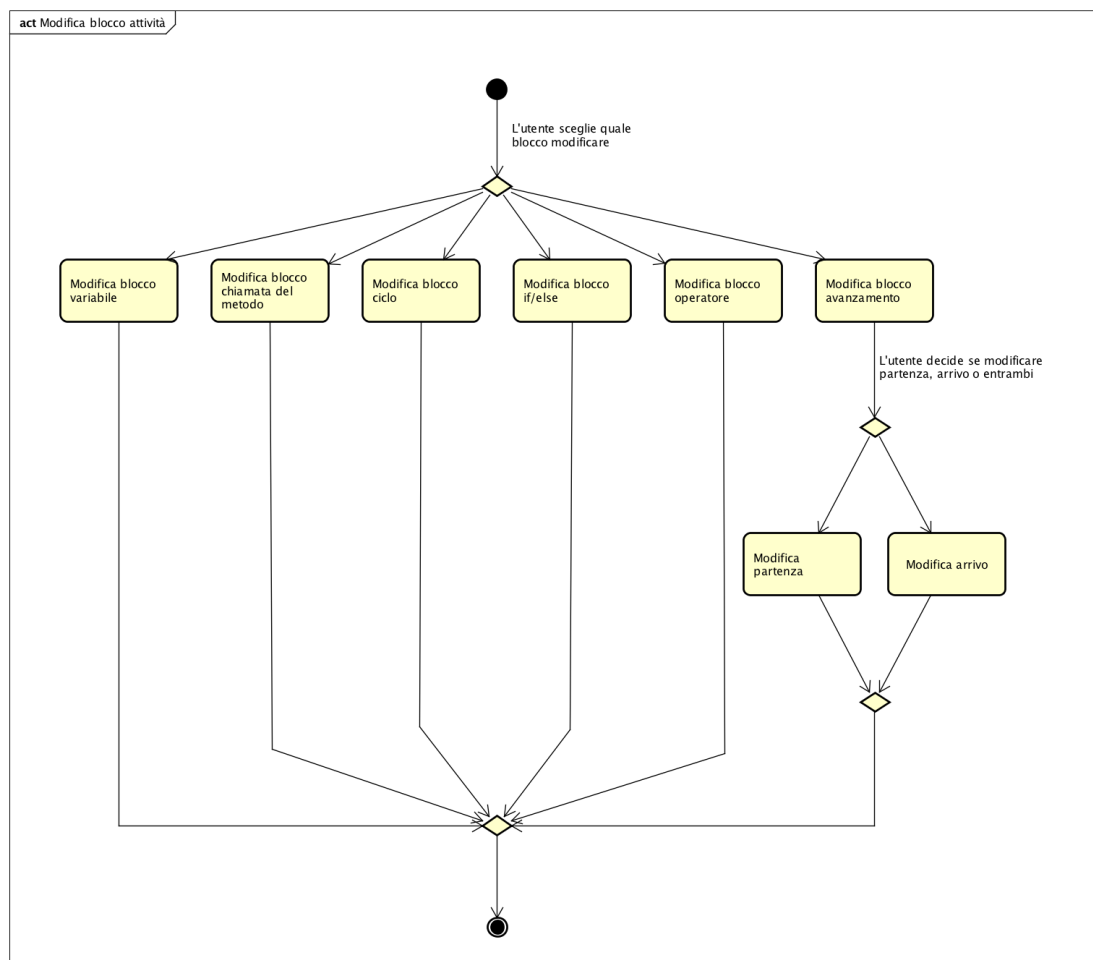 act Modifica blocco attività
L'utente sceglie quale
blocco modificare
Modifica blocco
variabile
Modifica blocco
chiamata del
metodo
Modifica blocco
ciclo
Modifica blocco
if/else
Modifica blocco
operatore
Modifica blocco
avanzamento
L'utente decide se modificare
partenza, arrivo o entrambi
Modifica
partenza
Modifica arrivo